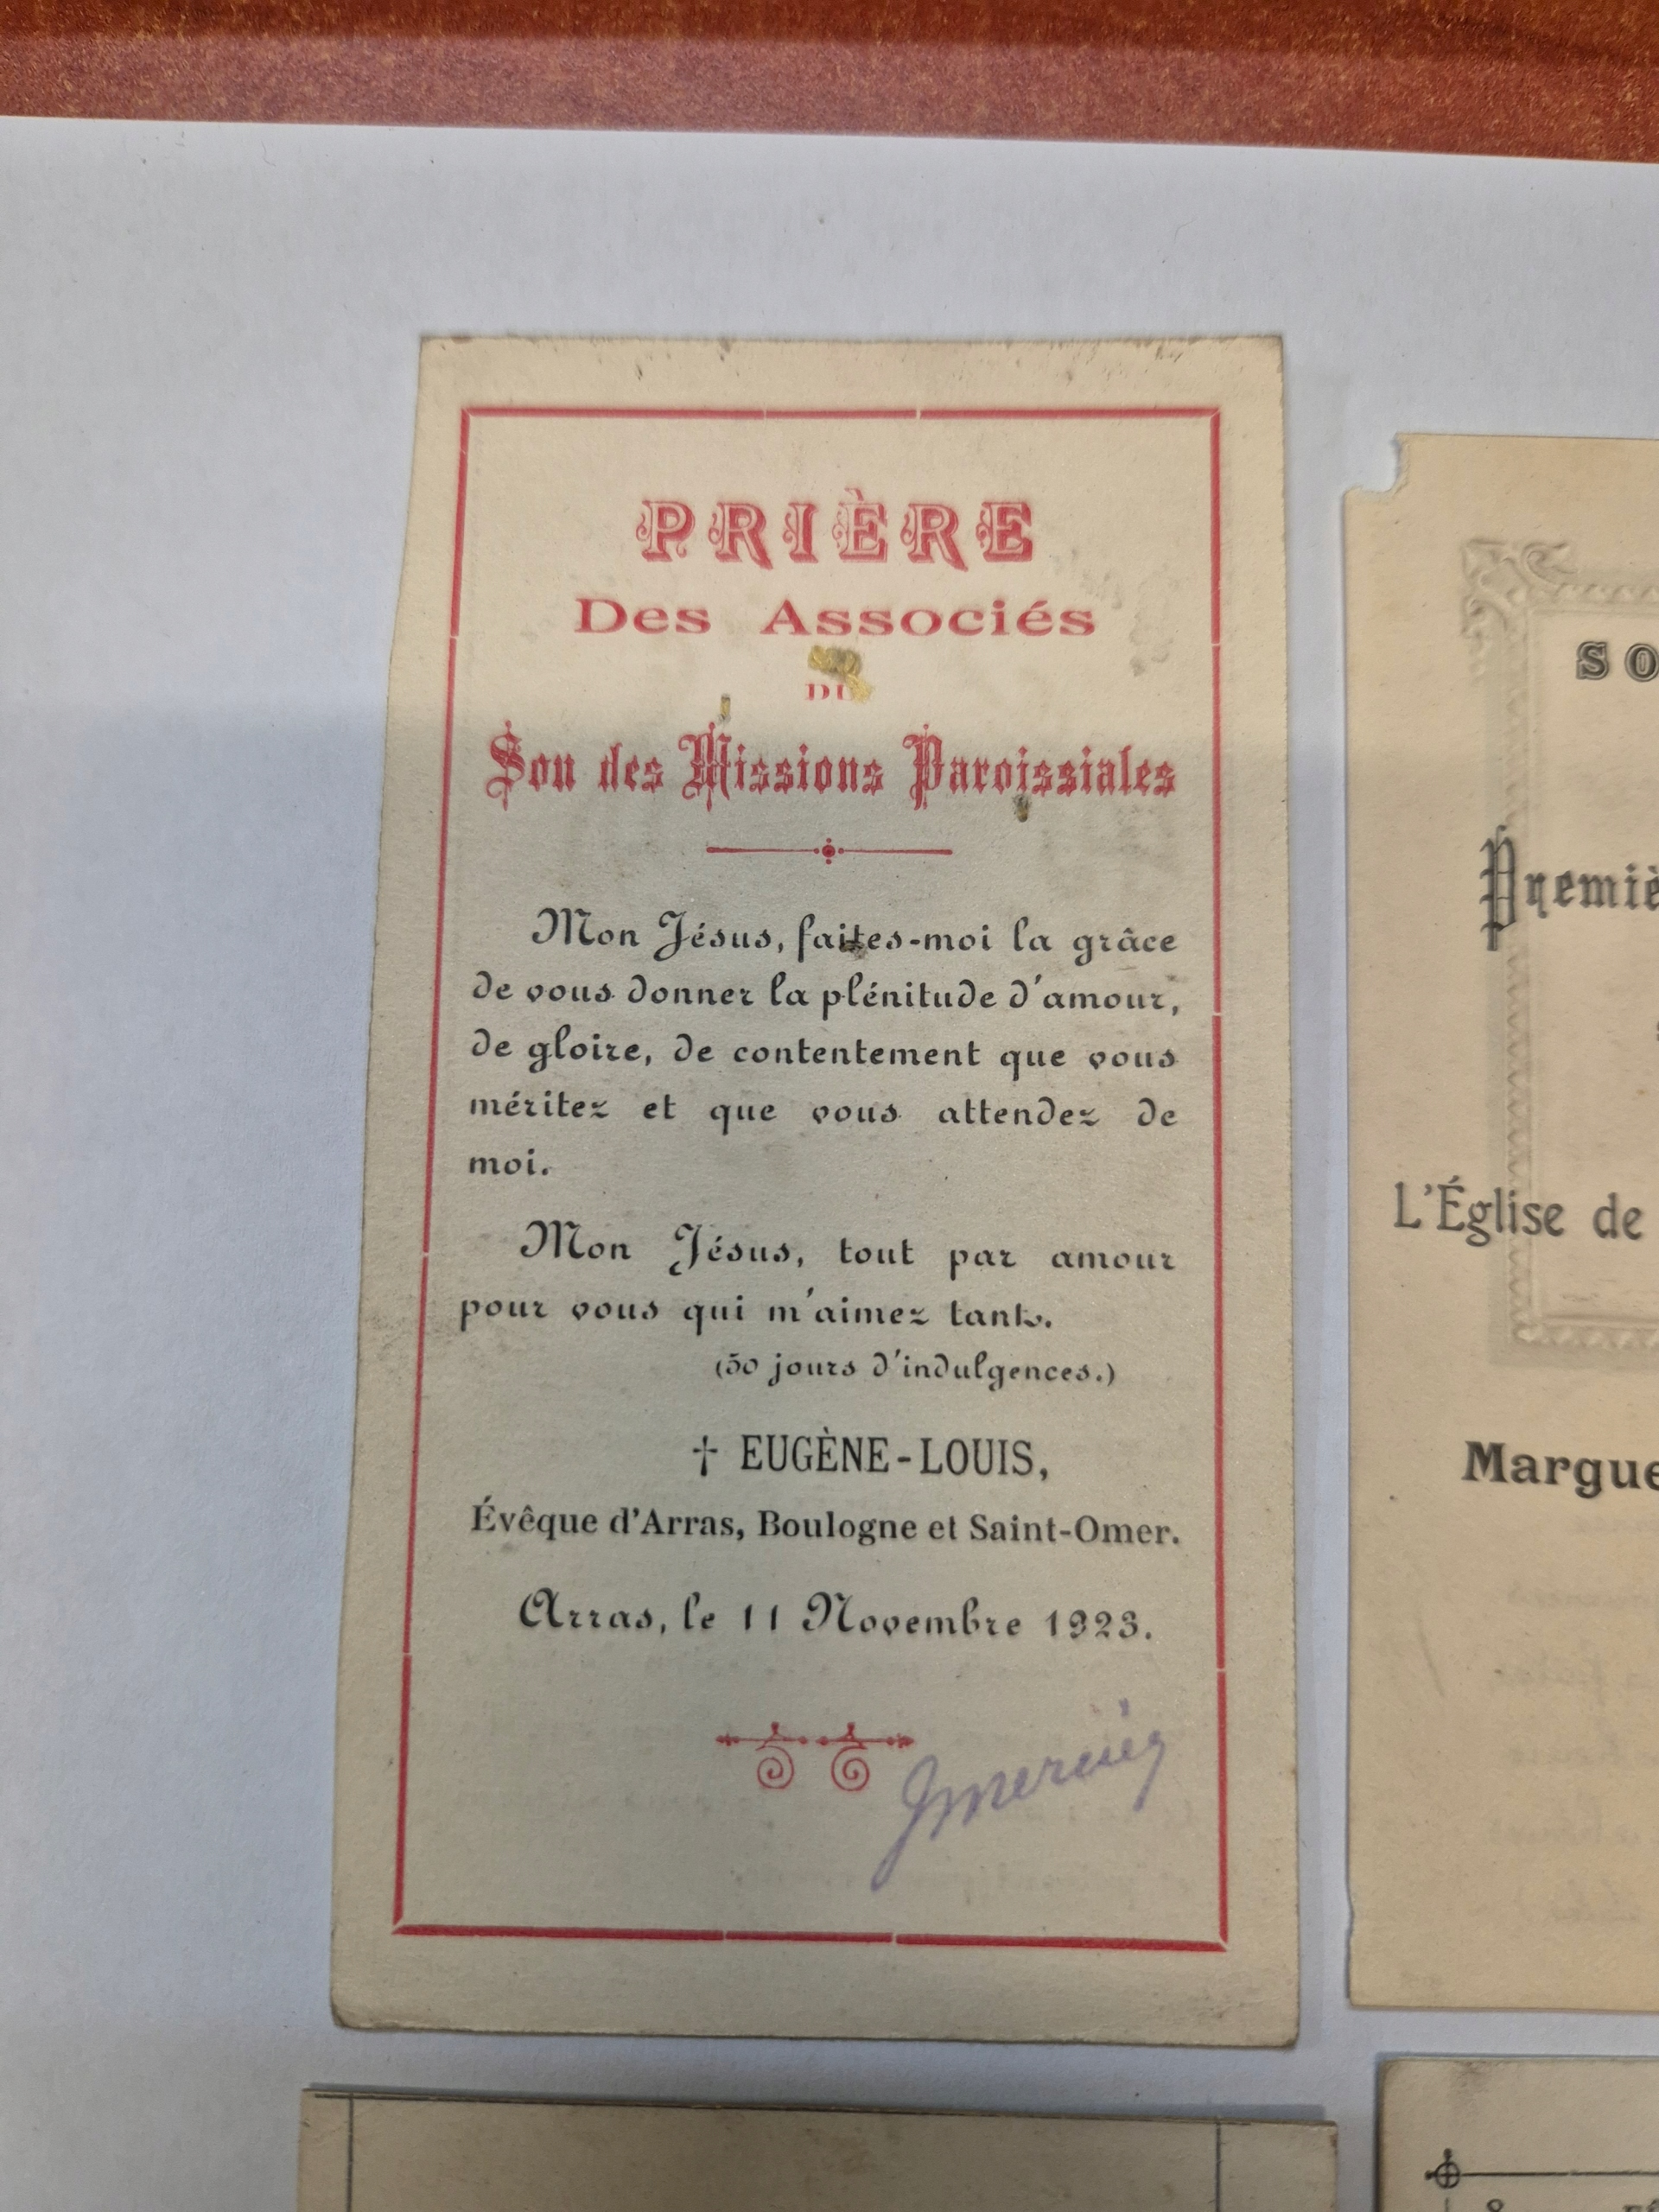 PRIÈRE
Des Associés
DU
Sou des Missions Paroissiales
Mon Jésus, faites-moi la grâce
de vous donner la plénitude d'amour,
de gloire, de contentement que vous
méritez et que vous attendez de
moi.
Mon Jésus, tout par amour
pour vous qui m'aimez tant.
(50 jours d'indulgences.)
† EUGÈNE-LOUIS,
Évêque d'Arras, Boulogne et Saint-Omer.
Arras, le 11 Novembre 1923.
SO
Premiè
L'Église de
Margue